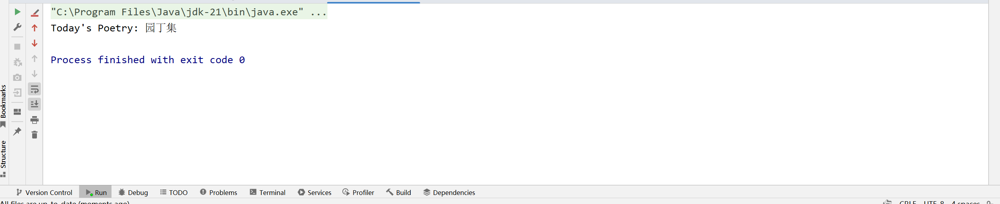 "C:\Program Files\Java\jdk-21\bin\java.exe" ...
Today's Poetry: 园丁集
Process finished with exit code 0
Bookmarks
Structure
Version Control
Run
Debug
TODO
Problems
Terminal
Services
Profiler
Build
Dependencies
All files are up-to-date (moments ago)
CRLF
UTF-8
4 spaces